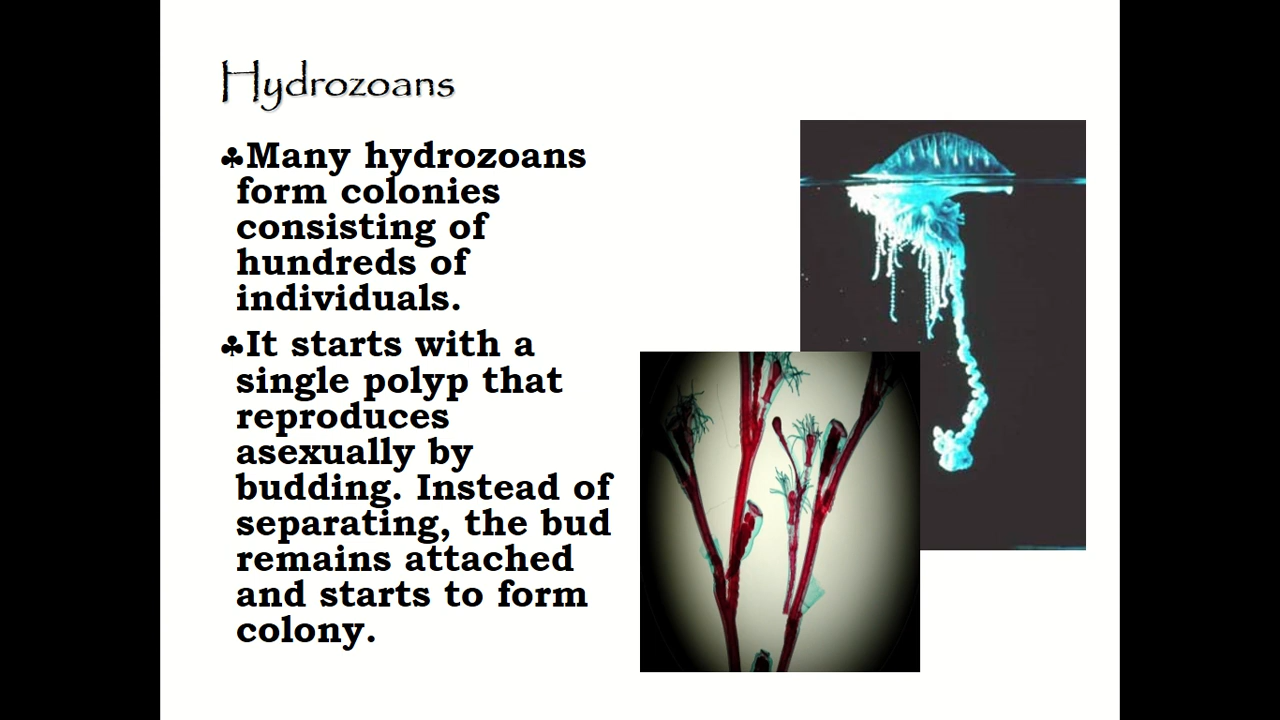 Hydrozoans
♣Many hydrozoans
form colonies
consisting of
hundreds of
individuals.
♣It starts with a
single polyp that
reproduces
asexually by
budding. Instead of
separating, the bud
remains attached
and starts to form
colony.